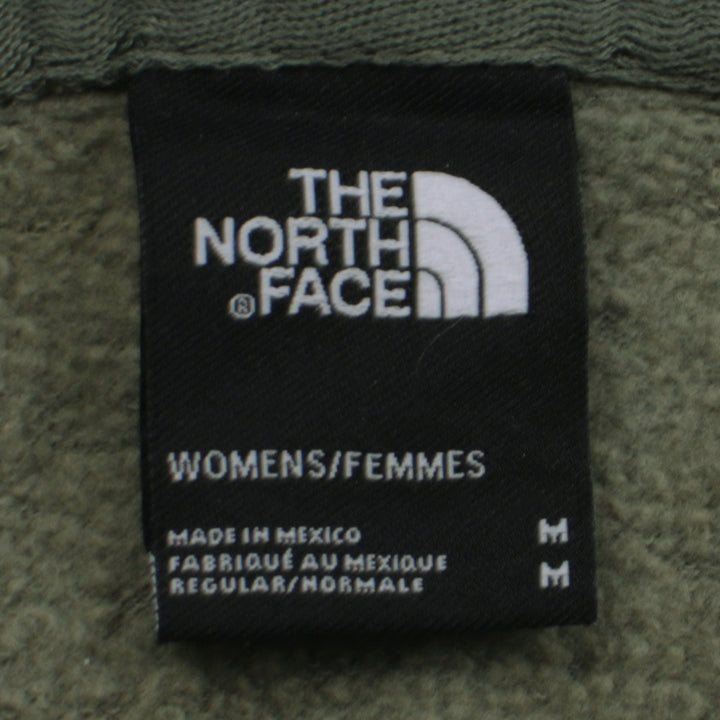 THE
NORTH
®FACE
WOMENS/FEMMES
MADE IN MEXICO M
FABRIQUÉ AU MEXIQUE M
REGULAR/NORMALE